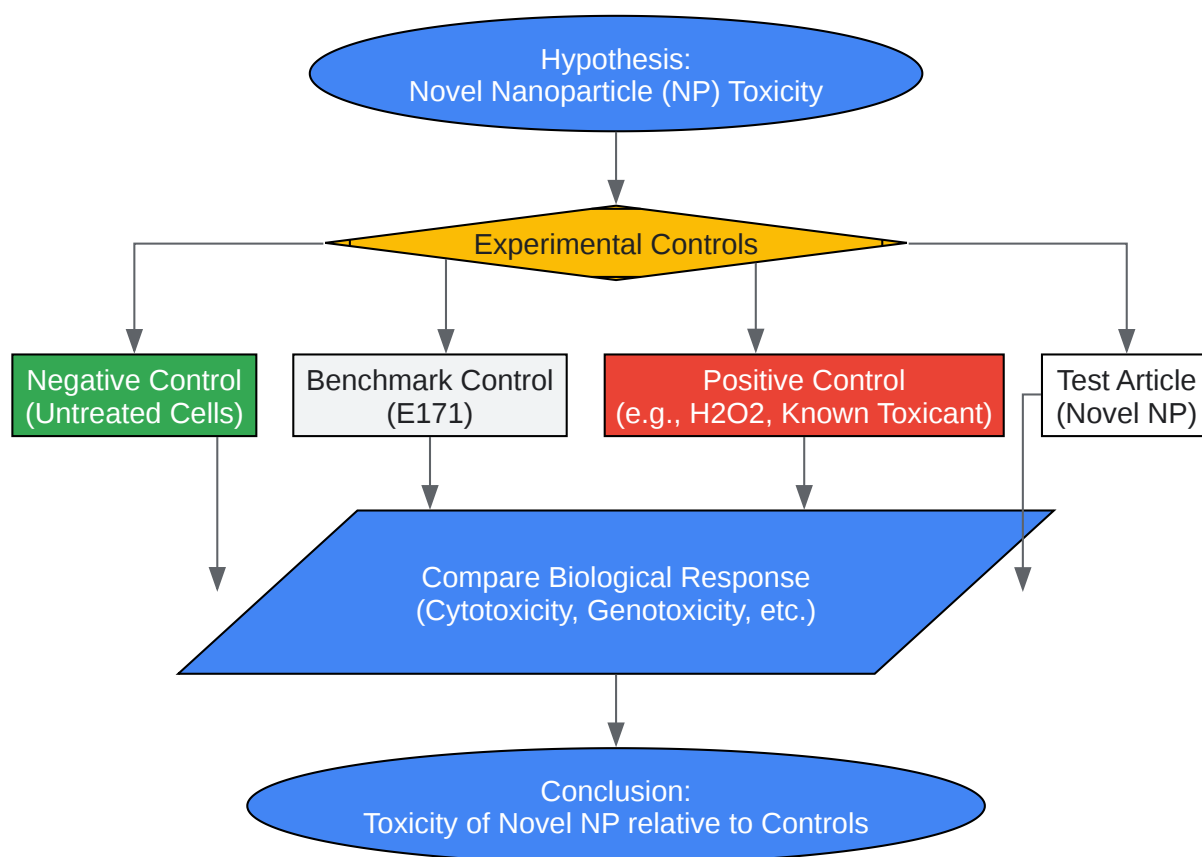 Hypothesis:
Novel Nanoparticle (NP) Toxicity
Experimental Controls
Negative Control
(Untreated Cells)
Benchmark Control
(E171)
Positive Control
(e.g., H2O2, Known Toxicant)
Test Article
(Novel NP)
Compare Biological Response
(Cytotoxicity, Genotoxicity, etc.)
Conclusion:
Toxicity of Novel NP relative to Controls